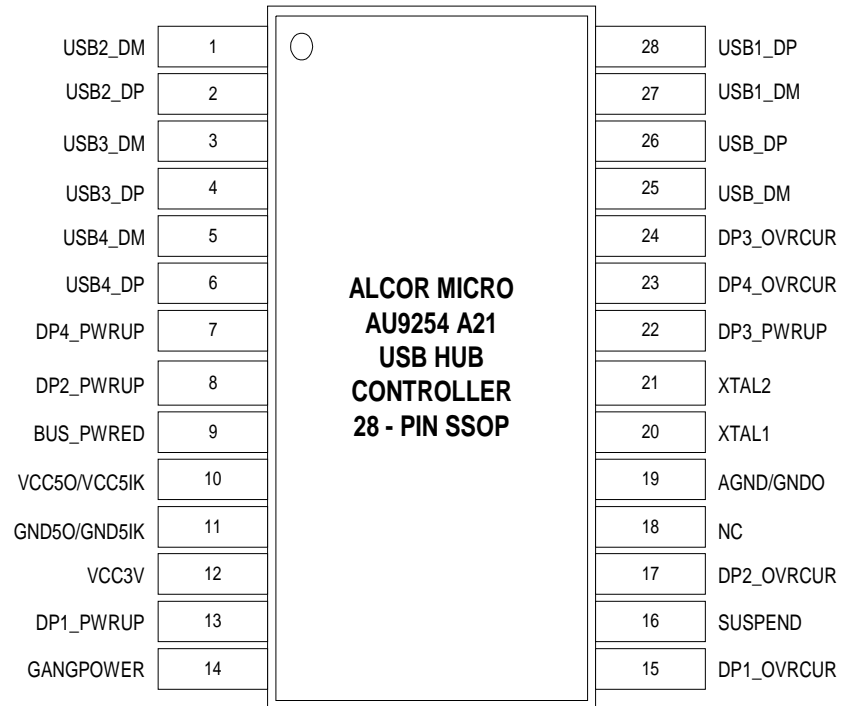 USB2_DM 1 28 USB1_DP
USB2_DP 2 27 USB1_DM
USB3_DM 3 26 USB_DP
USB3_DP 4 25 USB_DM
USB4_DM 5 24 DP3_OVRCUR
USB4_DP 6 23 DP4_OVRCUR
DP4_PWRUP 7 22 DP3_PWRUP
DP2_PWRUP 8 21 XTAL2
BUS_PWRED 9 20 XTAL1
VCC5O/VCC5IK 10 19 AGND/GNDO
GND5O/GND5IK 11 18 NC
VCC3V 12 17 DP2_OVRCUR
DP1_PWRUP 13 16 SUSPEND
GANGPOWER 14 15 DP1_OVRCUR
ALCOR MICRO
AU9254 A21
USB HUB
CONTROLLER
28 - PIN SSOP